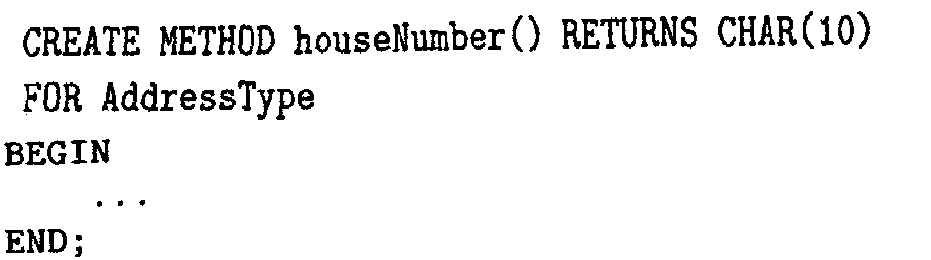 CREATE METHOD houseNumber() RETURNS CHAR(10)
FOR AddressType
BEGIN
...
END;